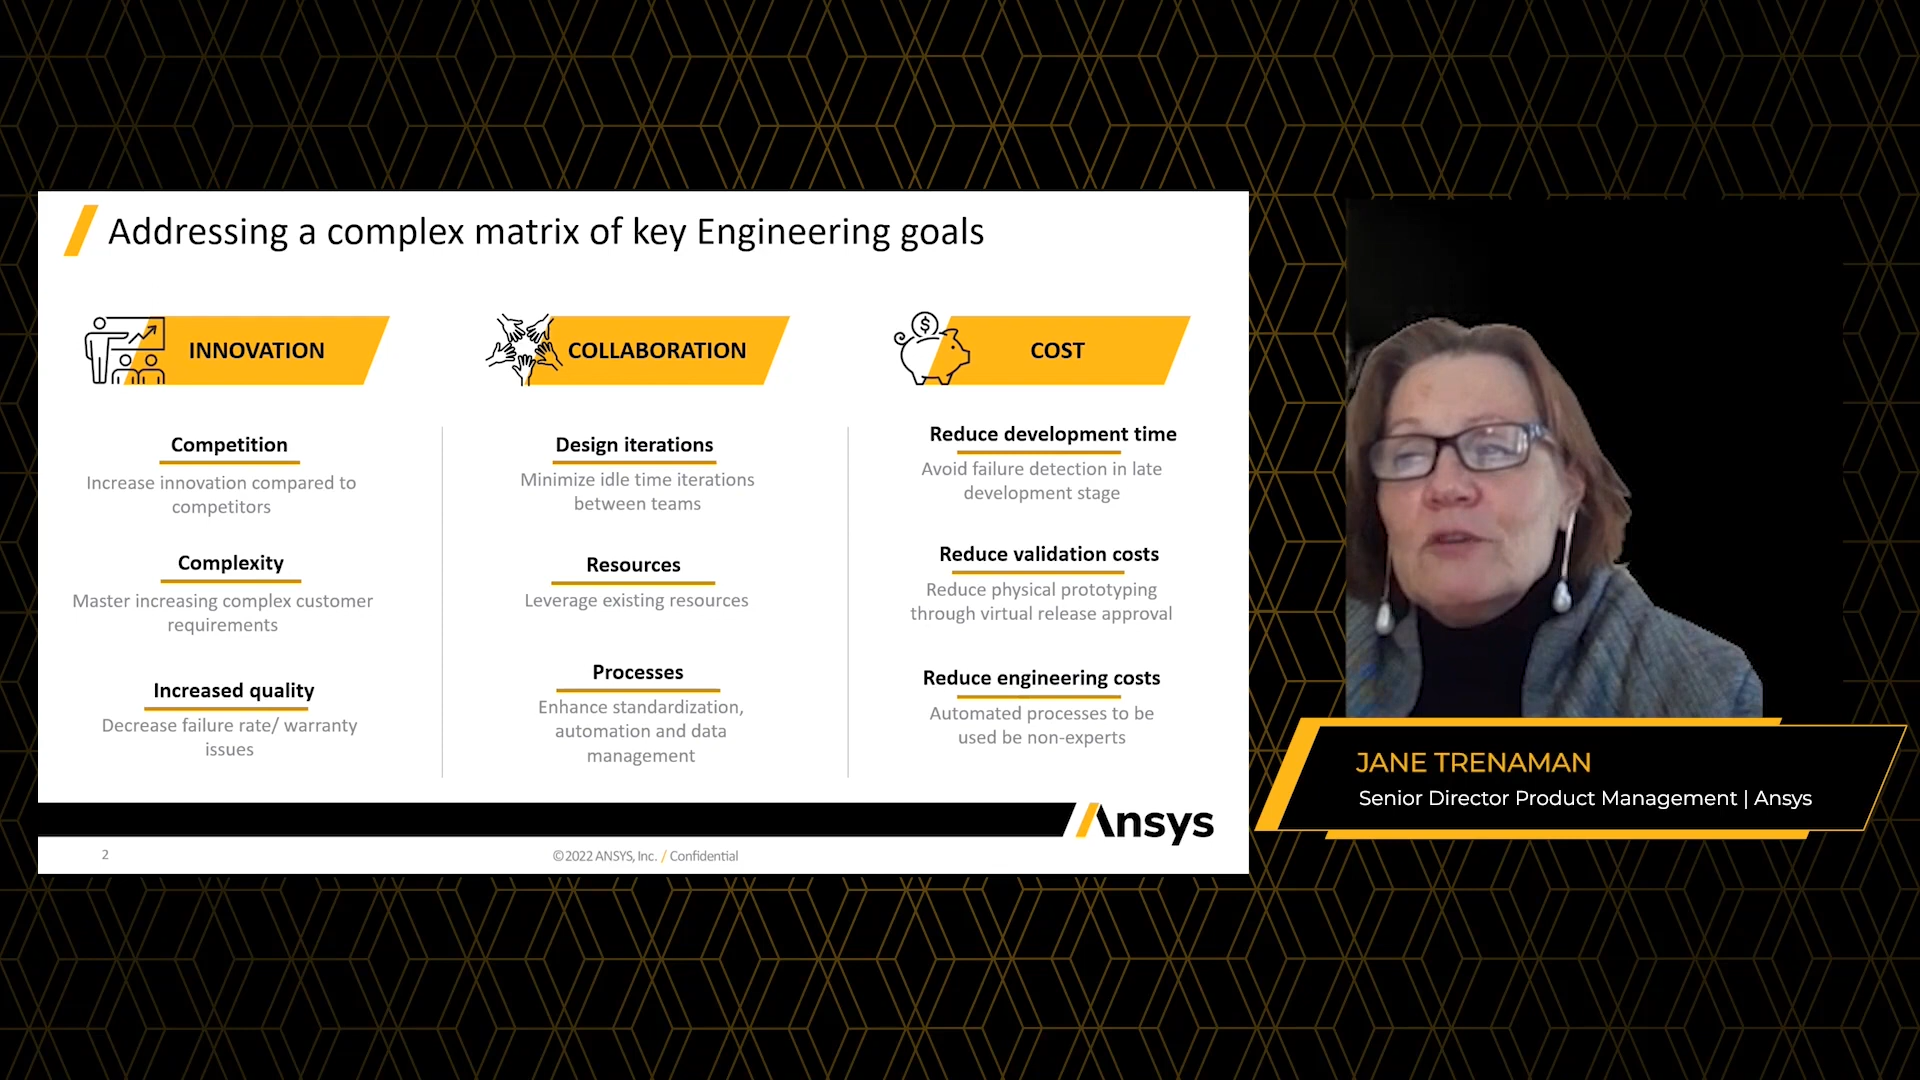 Addressing a complex matrix of key Engineering goals
INNOVATION
Competition
Increase innovation compared to
competitors
Complexity
Master increasing complex customer
requirements
Increased quality
Decrease failure rate/ warranty
issues
COLLABORATION
Design iterations
Minimize idle time iterations
between teams
Resources
Leverage existing resources
Processes
Enhance standardization,
automation and data
management
$
COST
Reduce development time
Avoid failure detection in late
development stage
Reduce validation costs
Reduce physical prototyping
through virtual release approval
Reduce engineering costs
Automated processes to be
used be non-experts
Ansys
2
©2022 ANSYS, Inc. / Confidential
JANE TRENAMAN
Senior Director Product Management | Ansys